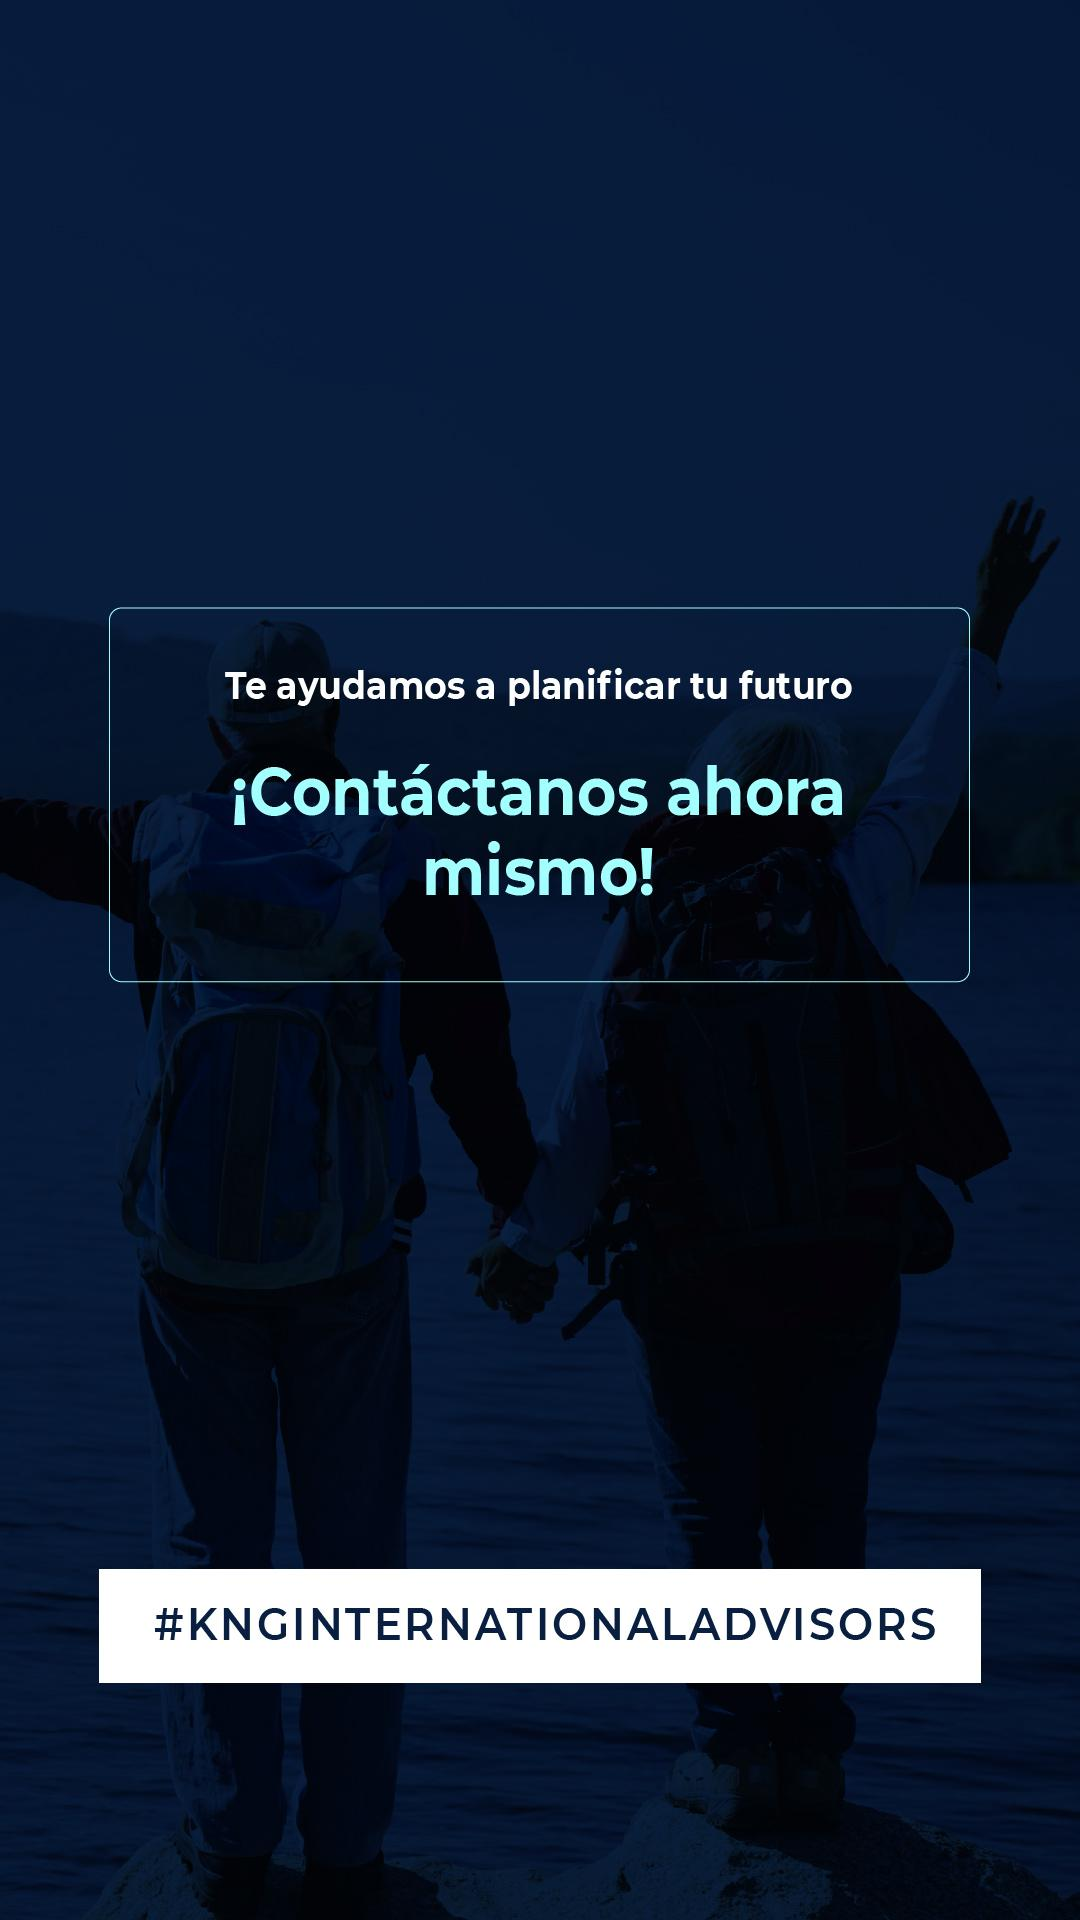 Te ayudamos a planificar tu futuro
¡Contáctanos ahora
mismo!
#KNGINTERNATIONALADVISORS